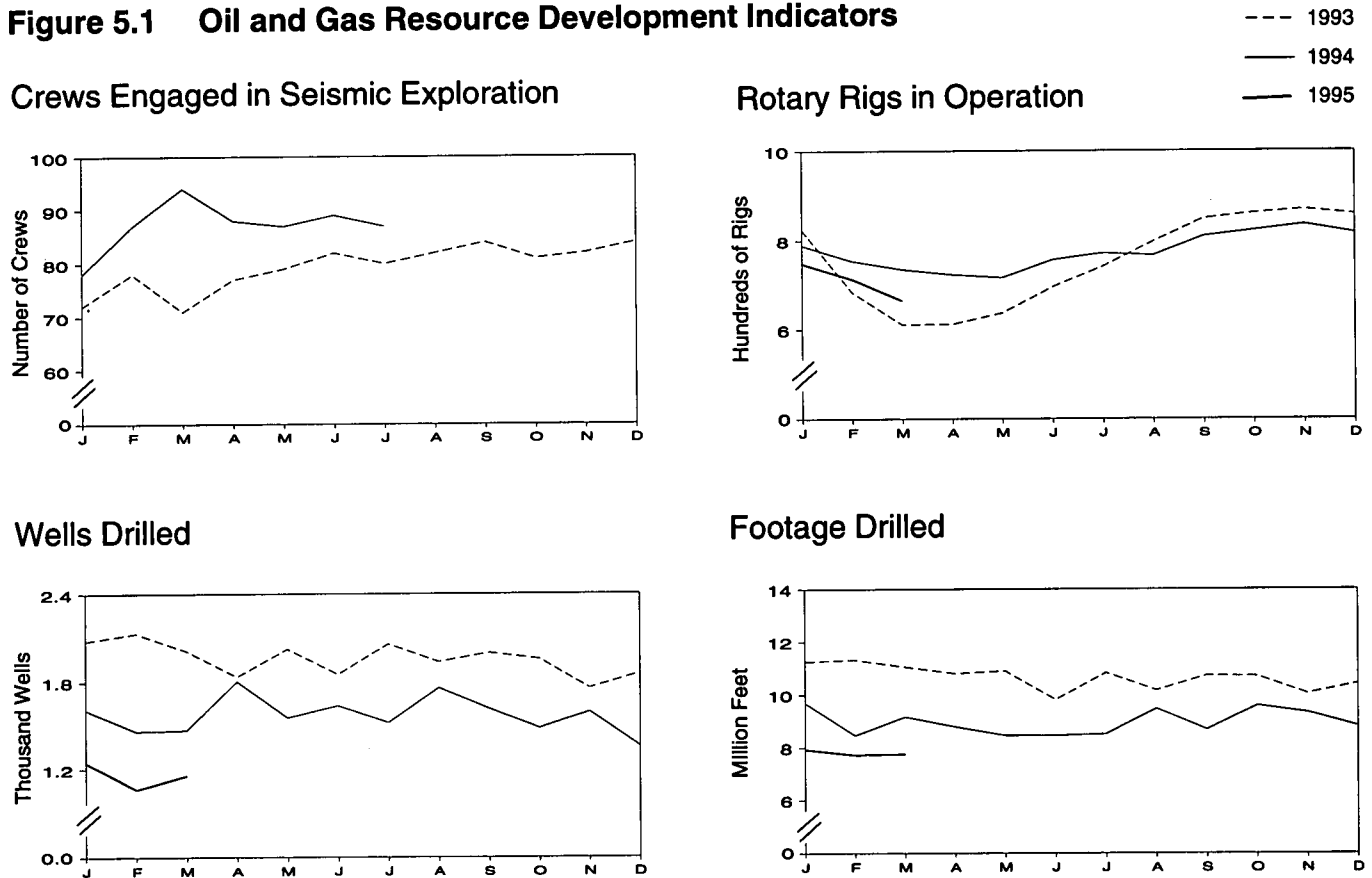 Figure 5.1 Oil and Gas Resource Development Indicators
1993
1994
1995
Crews Engaged in Seismic Exploration
Number of Crews
100
90
80
70
60
0
J F M A M J J A S O N D
Rotary Rigs in Operation
Hundreds of Rigs
10
8
6
0
J F M A M J J A S O N D
Wells Drilled
Thousand Wells
2.4
1.8
1.2
0.0
J F M A M J J A S O N D
Footage Drilled
Million Feet
14
12
10
8
6
0
J F M A M J J A S O N D